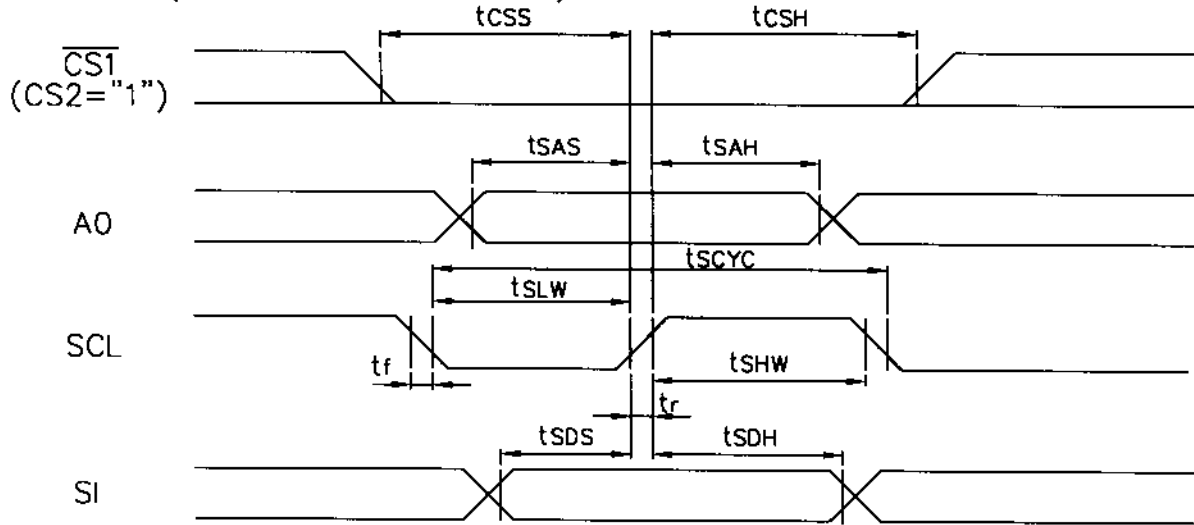 tCSS tCSH
CS1
(CS2="1")
tSAS tSAH
A0
tSCYC
tSLW
SCL
tf tSHW
tr
tSDS tSDH
SI